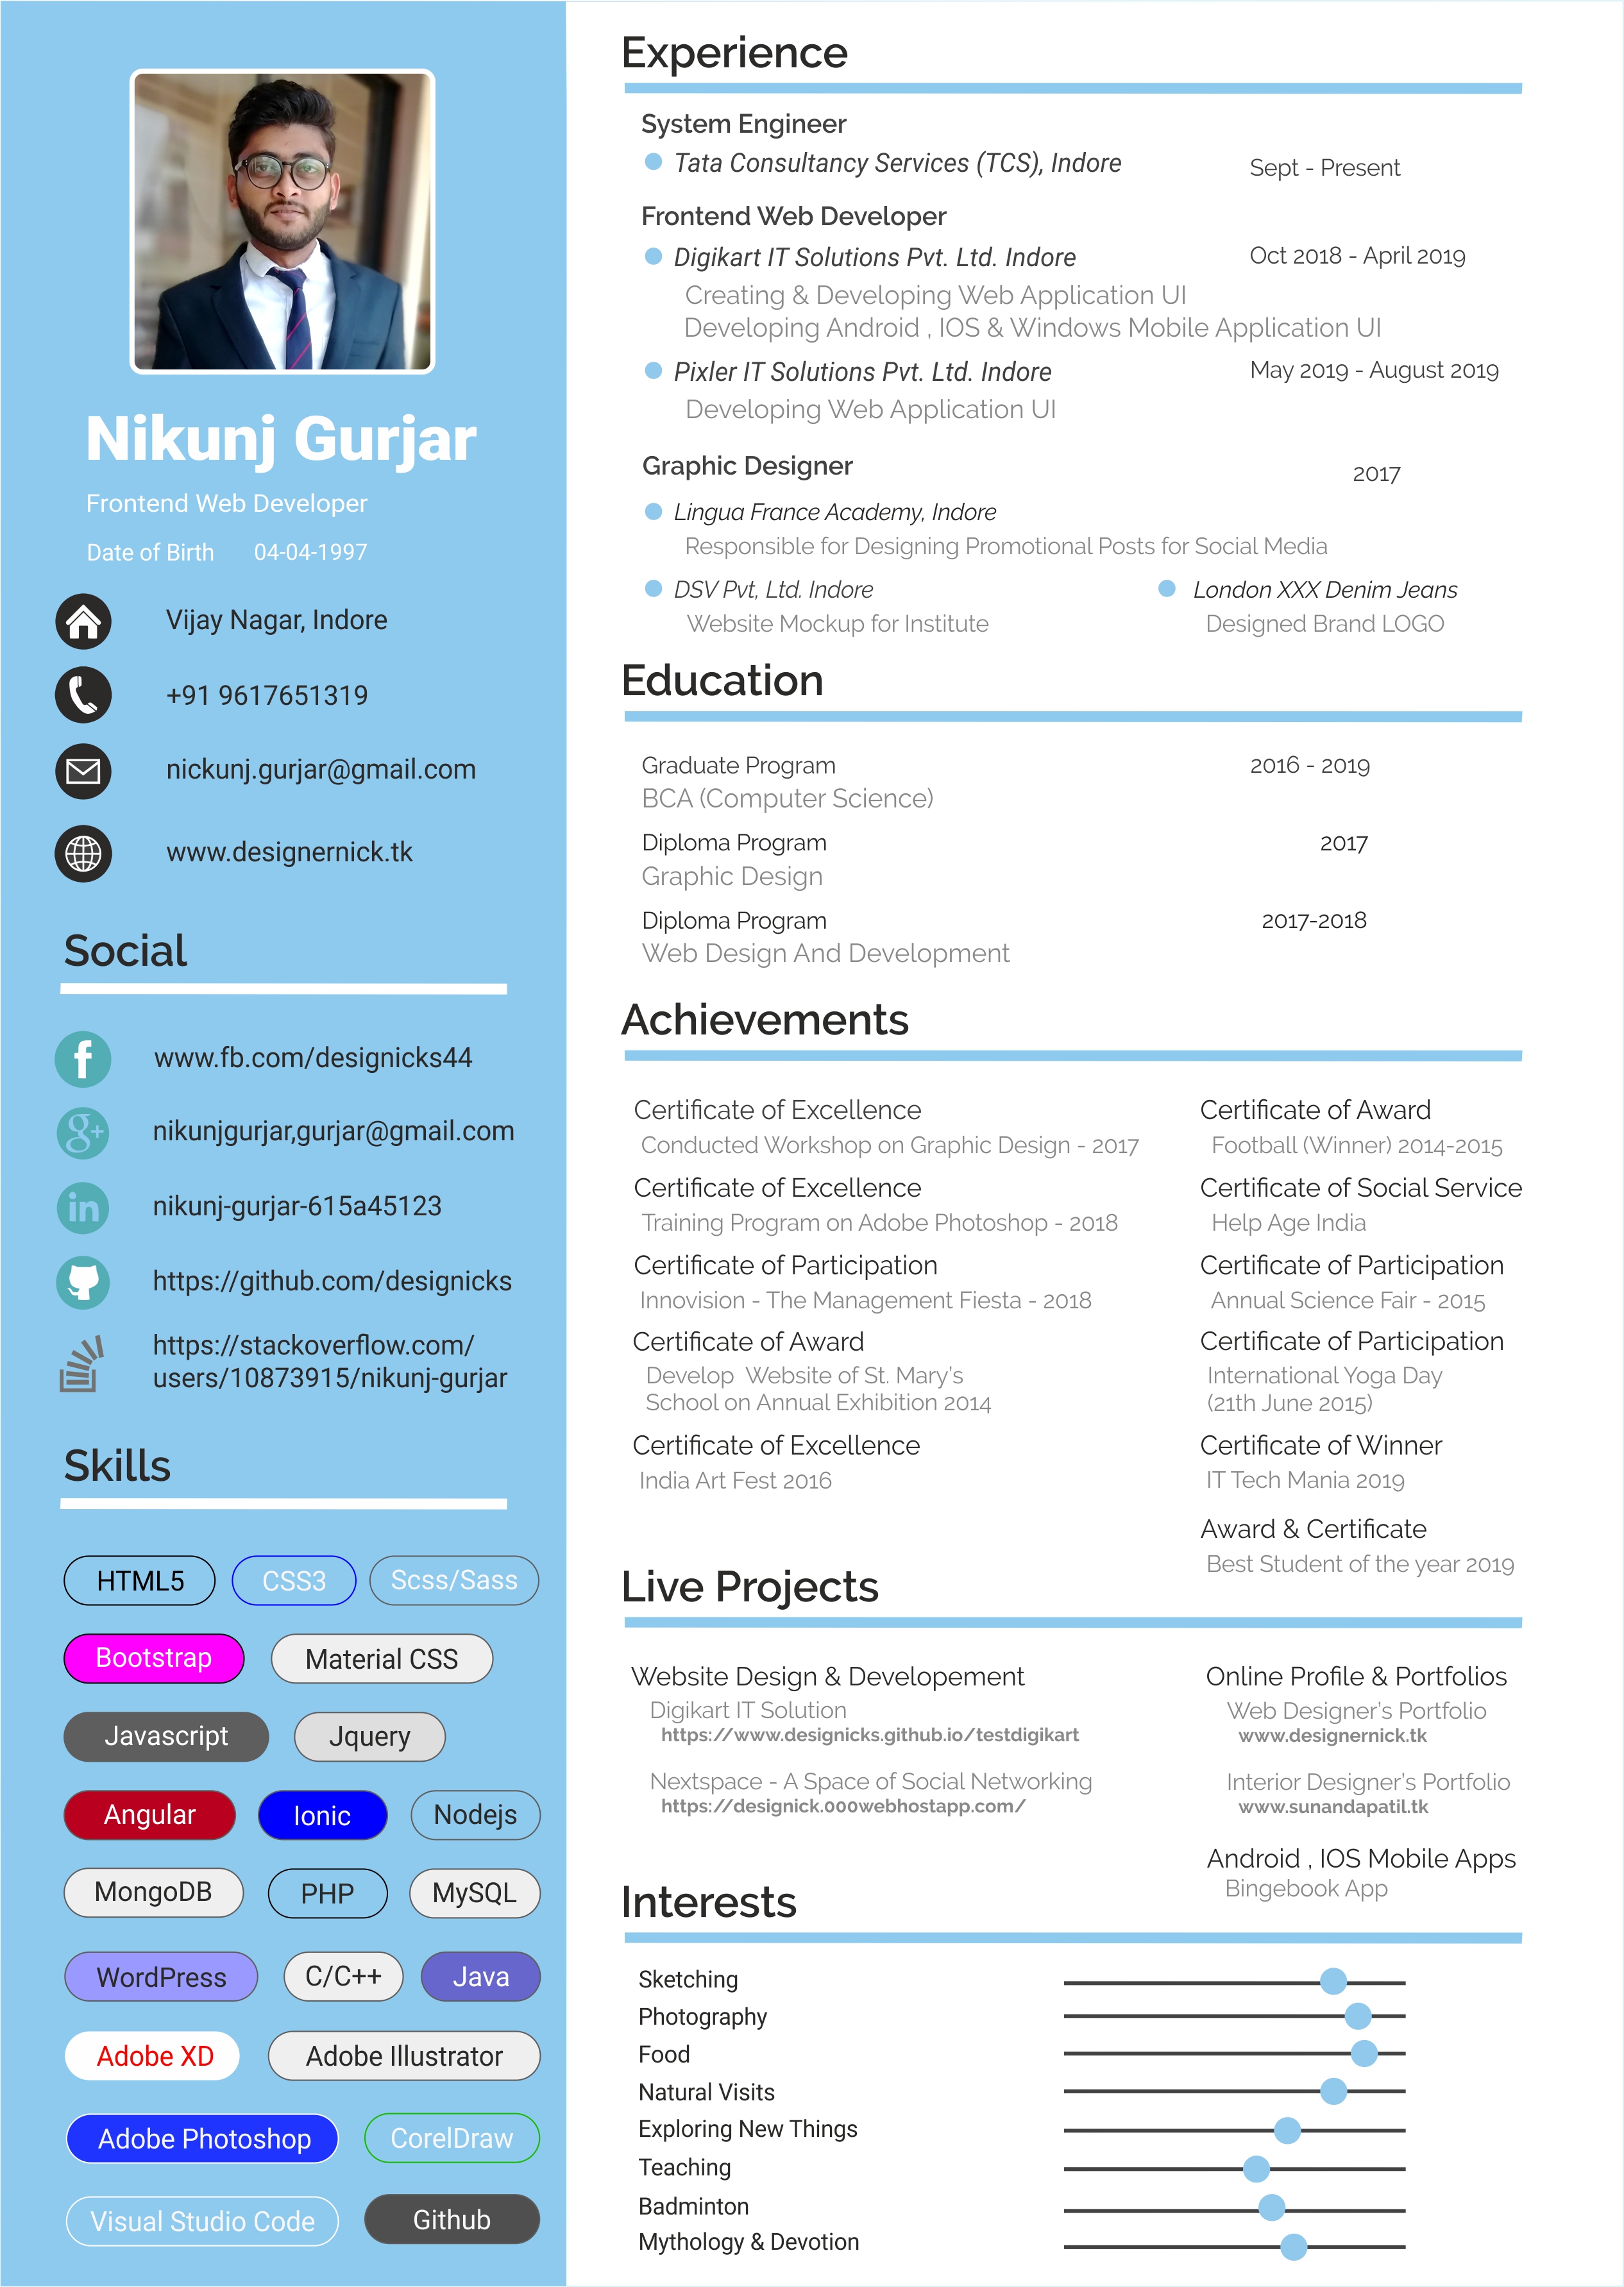 Nikunj Gurjar
Frontend Web Developer
Date of Birth 04-04-1997
Vijay Nagar, Indore
+91 9617651319
nickunj.gurjar@gmail.com
www.designernick.tk
Social
f
www.fb.com/designicks44
g+
nikunjgurjar,gurjar@gmail.com
in
nikunj-gurjar-615a45123
https://github.com/designicks
https://stackoverflow.com/
users/10873915/nikunj-gurjar
Skills
HTML5 CSS3 Scss/Sass
Bootstrap Material CSS
Javascript Jquery
Angular Ionic Nodejs
MongoDB PHP MySQL
WordPress C/C++ Java
Adobe XD Adobe Illustrator
Adobe Photoshop CorelDraw
Visual Studio Code Github
Experience
System Engineer
Tata Consultancy Services (TCS), Indore Sept - Present
Frontend Web Developer
Digikart IT Solutions Pvt. Ltd. Indore Oct 2018 - April 2019
Creating & Developing Web Application UI
Developing Android , IOS & Windows Mobile Application UI
Pixler IT Solutions Pvt. Ltd. Indore May 2019 - August 2019
Developing Web Application UI
Graphic Designer 2017
Lingua France Academy, Indore
Responsible for Designing Promotional Posts for Social Media
DSV Pvt, Ltd. Indore London XXX Denim Jeans
Website Mockup for Institute Designed Brand LOGO
Education
Graduate Program 2016 - 2019
BCA (Computer Science)
Diploma Program 2017
Graphic Design
Diploma Program 2017-2018
Web Design And Development
Achievements
Certificate of Excellence
Conducted Workshop on Graphic Design - 2017
Certificate of Excellence
Training Program on Adobe Photoshop - 2018
Certificate of Participation
Innovision - The Management Fiesta - 2018
Certificate of Award
Develop  Website of St. Mary's
School on Annual Exhibition 2014
Certificate of Excellence
India Art Fest 2016
Certificate of Award
Football (Winner) 2014-2015
Certificate of Social Service
Help Age India
Certificate of Participation
Annual Science Fair - 2015
Certificate of Participation
International Yoga Day
(21th June 2015)
Certificate of Winner
IT Tech Mania 2019
Award & Certificate
Best Student of the year 2019
Live Projects
Website Design & Developement
Digikart IT Solution
https://www.designicks.github.io/testdigikart
Nextspace - A Space of Social Networking
https://designick.000webhostapp.com/
Online Profile & Portfolios
Web Designer's Portfolio
www.designernick.tk
Interior Designer's Portfolio
www.sunandapatil.tk
Android , IOS Mobile Apps
Bingebook App
Interests
Sketching
Photography
Food
Natural Visits
Exploring New Things
Teaching
Badminton
Mythology & Devotion